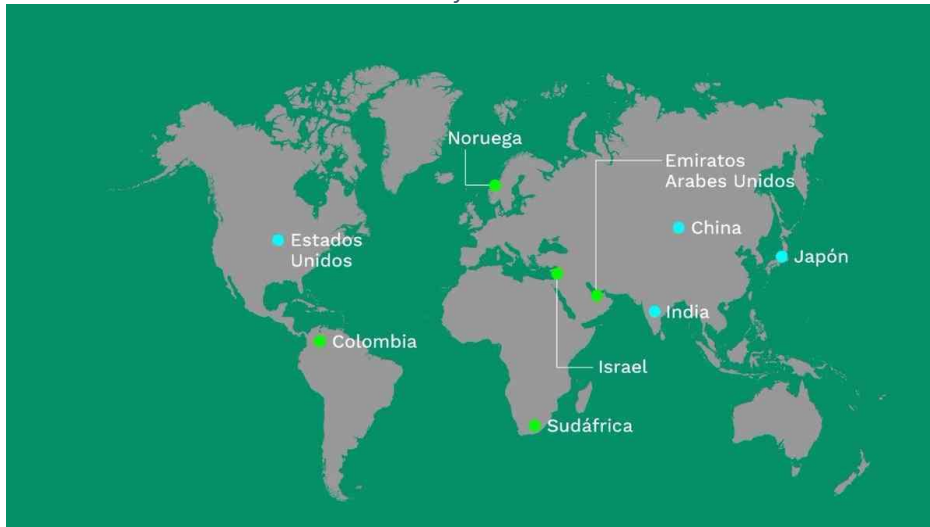 Noruega
Emiratos
Arabes Unidos
China
Estados
Unidos
Japón
India
Colombia
Israel
Sudáfrica